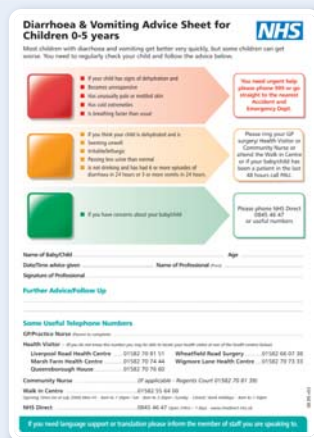 Diarrhoea & Vomiting Advice Sheet for
Children 0-5 years
NHS
Most children with diarrhoea and vomiting get better very quickly, but some children can get
worse. You need to regularly check your child and follow the advice below.
If your child has signs of dehydration and
Becomes unresponsive
Has unusually pale or mottled skin
Has cold extremities
Is breathing faster than usual
You need urgent help
please phone 999 or go
straight to the nearest
Accident and
Emergency Dept.
If you think your child is dehydrated and is
Seeming unwell
Irritable/lethargic
Passing less urine than normal
Is not drinking and has had 6 or more episodes of
diarrhoea in 24 hours or 3 or more vomits in 24 hours.
Please ring your GP
surgery/ Health Visitor or
Community Nurse or
attend the Walk in Centre
or if your baby/child has
been a patient in the last
48 hours call PAU.
If you have concerns about your baby/child
Please phone NHS Direct
0845 46 47
or useful numbers
Name of Baby/Child
Age
Date/Time advice given
Name of Professional (Print)
Signature of Professional
Further Advice/Follow Up
Some Useful Telephone Numbers
GP/Practice Nurse
Health Visitor
Liverpool Road Health Centre 01582 70 81 51
Wheatfield Road Surgery
Marsh Farm Health Centre 01582 70 74 44
Wigmore Lane Health Centre
Queensborough House
Community Nurse (If applicable - Regents Court 01582 70 81 39)
Walk in Centre 01582 55 64 00
NHS Direct 0845 46 47
If you need language support or translation please inform the member of staff you are speaking to.